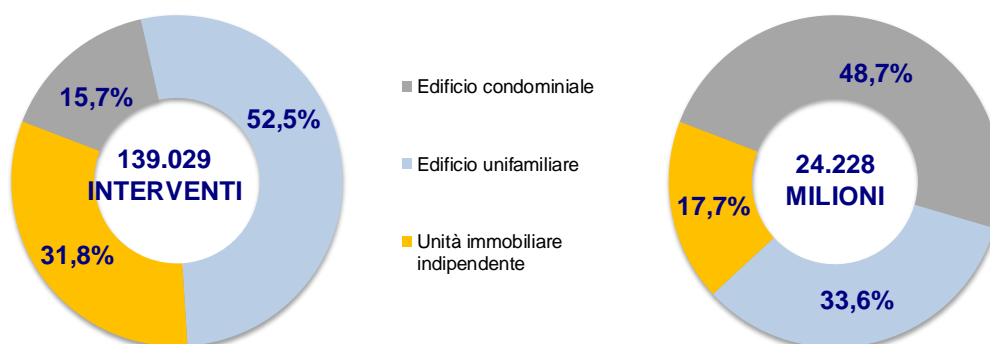 15,7%
52,5%
31,8%
139.029
INTERVENTI
Edificio condominiale
Edificio unifamiliare
Unità immobiliare
indipendente
48,7%
17,7%
33,6%
24.228
MILIONI